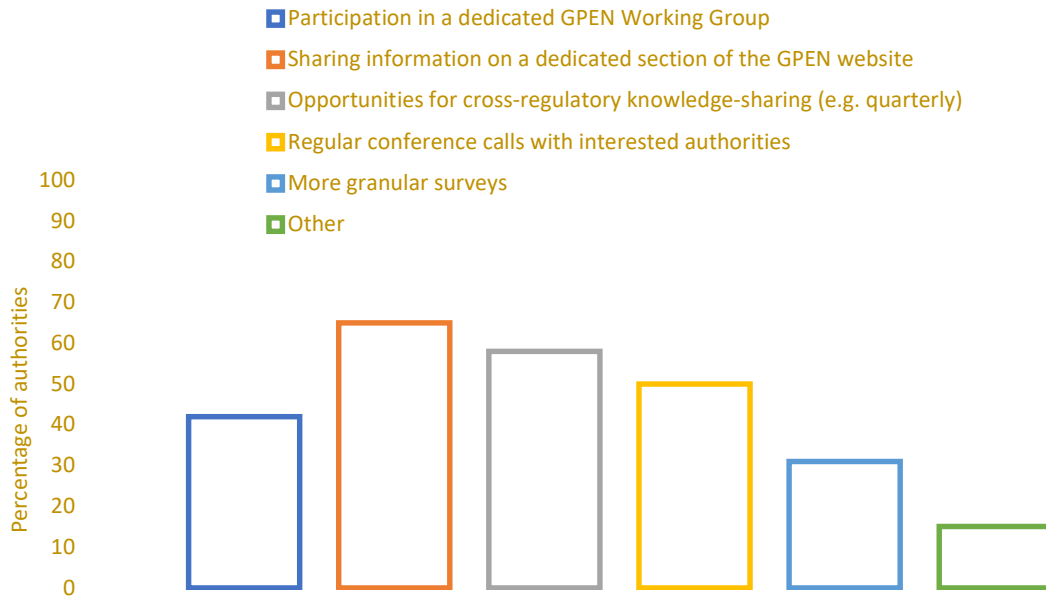 Participation in a dedicated GPEN Working Group
Sharing information on a dedicated section of the GPEN website
Opportunities for cross-regulatory knowledge-sharing (e.g. quarterly)
Regular conference calls with interested authorities
More granular surveys
Other
100
90
80
70
60
50
40
30
20
10
0
Percentage of authorities